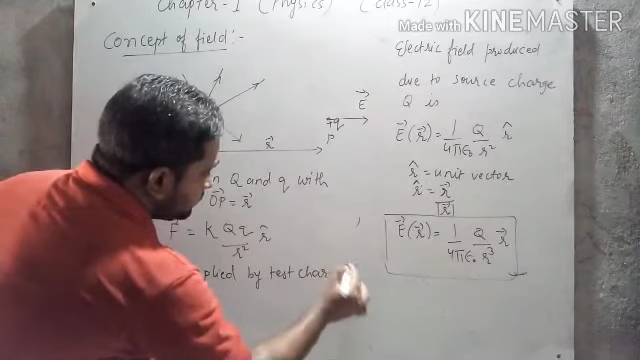 Chapter-1 (Physics) (Class-12)
Made with KINEMASTER
Concept of field:-
E⃗
+q
P
r⃗
n Q and q with
OP⃗ = r⃗
F⃗ = K Qq/r² r̂
plied by test char
Electric field produced
due to source charge
Q is
E⃗(r⃗) = 1/4πε₀ Q/r² r̂
r̂ = unit vector
r̂ = r⃗/|r⃗|
E⃗(r⃗) = 1/4πε₀ Q/r³ r⃗